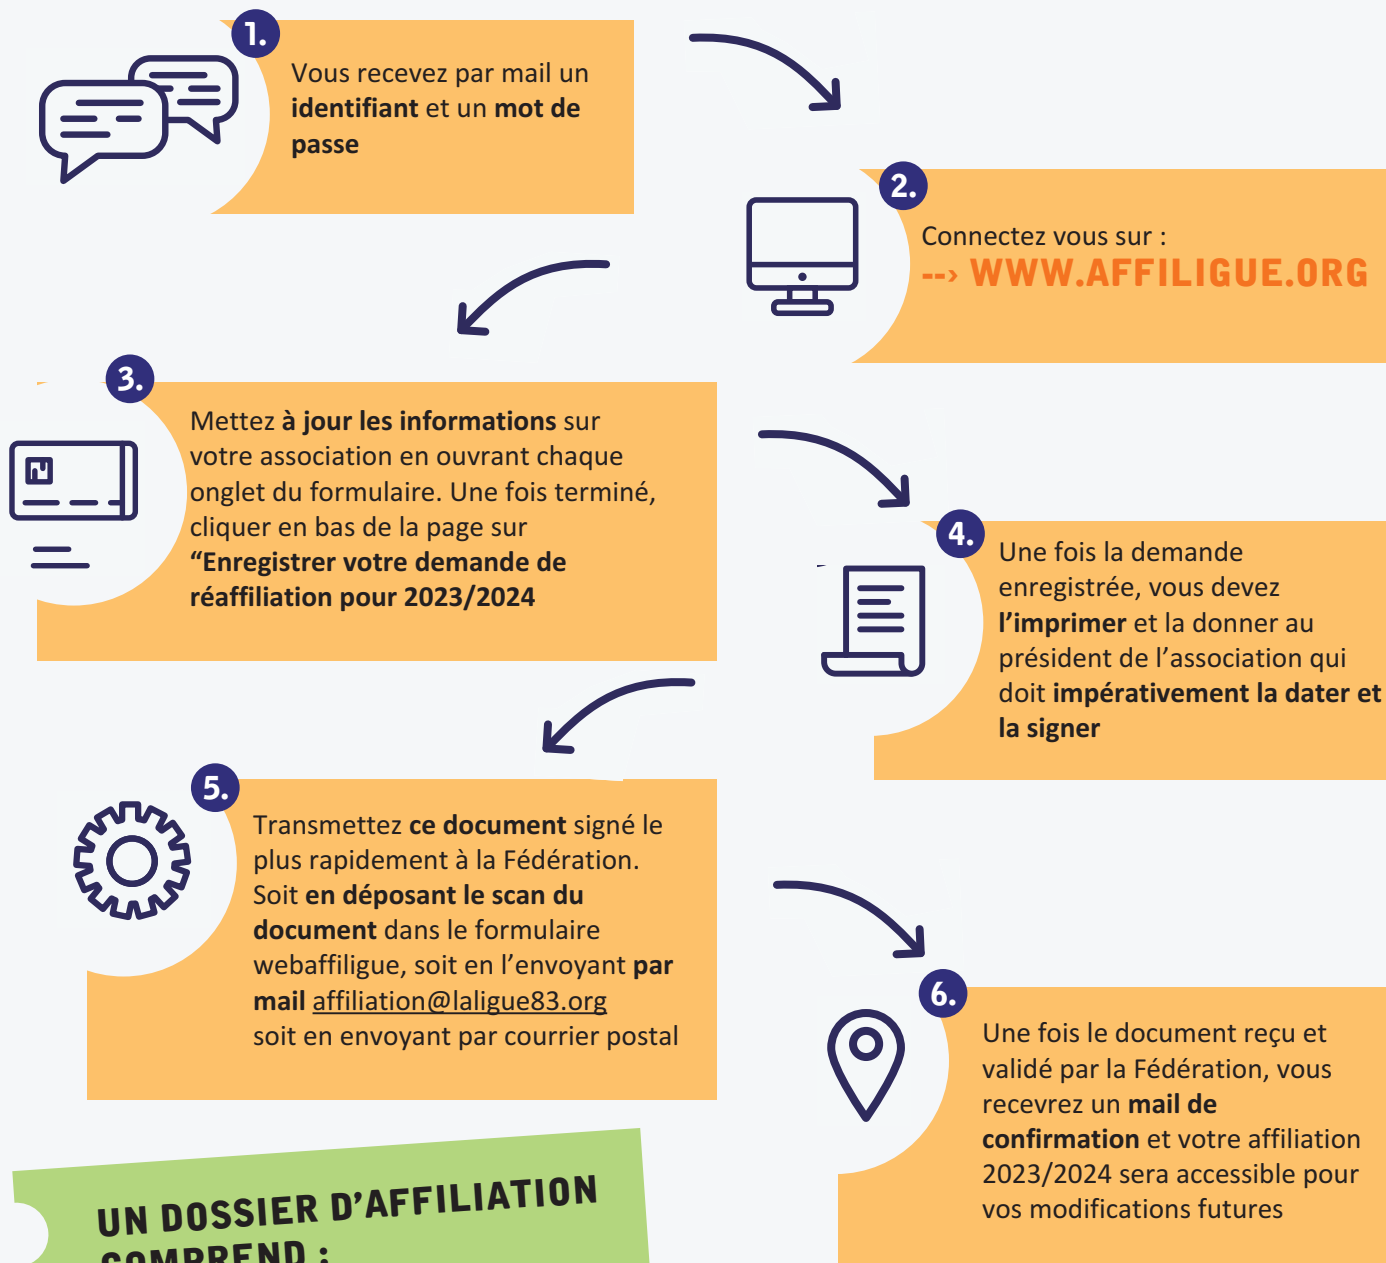 1.
Vous recevez par mail un
identifiant et un mot de
passe
2.
Connectez vous sur :
--› WWW.AFFILIGUE.ORG
3.
Mettez à jour les informations sur
votre association en ouvrant chaque
onglet du formulaire. Une fois terminé,
cliquer en bas de la page sur
“Enregistrer votre demande de
réaffiliation pour 2023/2024
4.
Une fois la demande
enregistrée, vous devez
l’imprimer et la donner au
président de l’association qui
doit impérativement la dater et
la signer
5.
Transmettez ce document signé le
plus rapidement à la Fédération.
Soit en déposant le scan du
document dans le formulaire
webaffiligue, soit en l’envoyant par
mail affiliation@laligue83.org
soit en envoyant par courrier postal
6.
Une fois le document reçu et
validé par la Fédération, vous
recevrez un mail de
confirmation et votre affiliation
2023/2024 sera accessible pour
vos modifications futures
UN DOSSIER D’AFFILIATION
COMPREND :